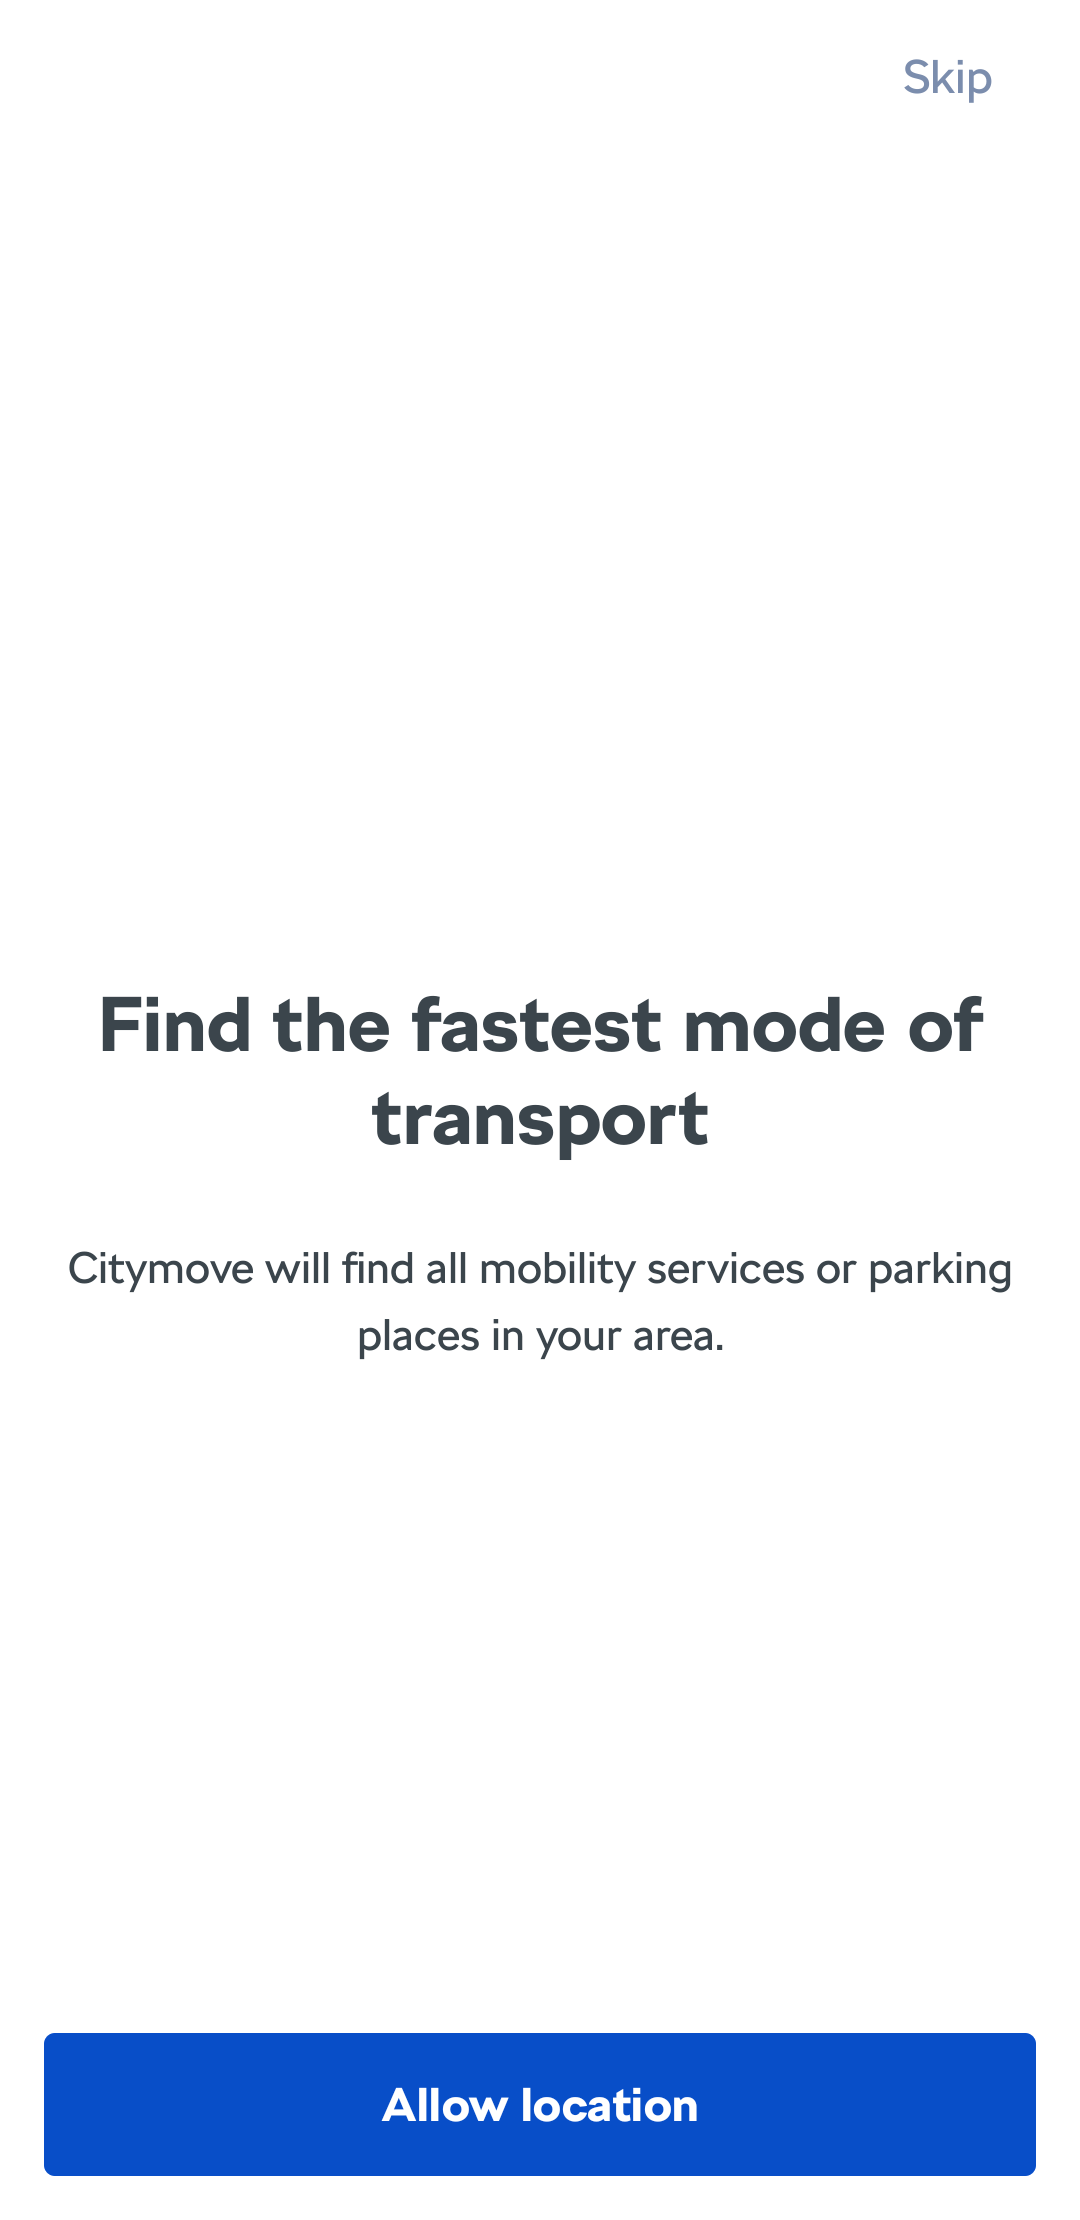 Skip
Find the fastest mode of
transport
Citymove will find all mobility services or parking
places in your area.
Allow location